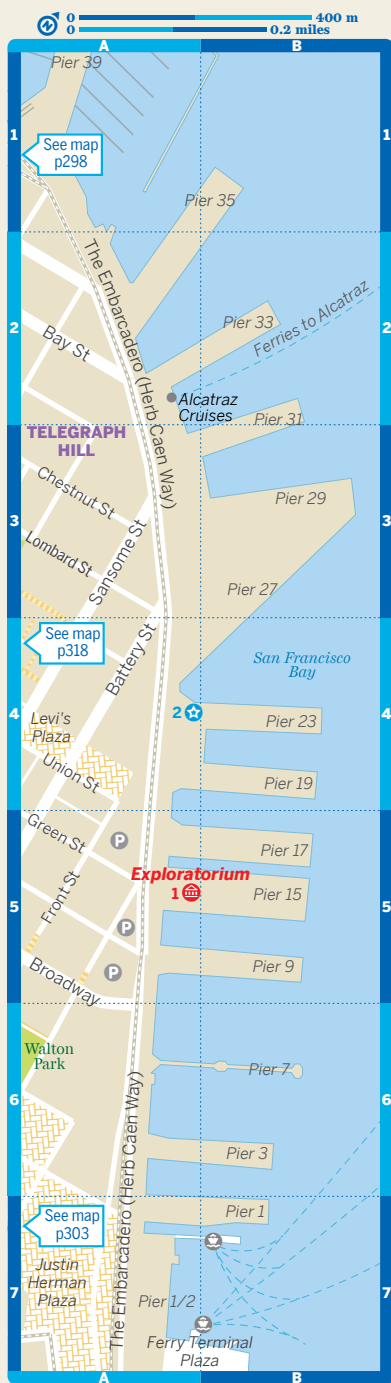 0 400 m
0 0.2 miles
A B
Pier 39
1 1
See map
p298
Pier 35
The Embarcadero (Herb Caen Way)
2 2
Pier 33
Ferries to Alcatraz
Bay St
Alcatraz
Cruises
Pier 31
TELEGRAPH
HILL
Chestnut St
Pier 29
3 3
Sansome St
Lombard St
Pier 27
See map
p318
Battery St
San Francisco
Bay
4 4
2
Levi's
Plaza
Pier 23
Union St
Pier 19
Green St
P
Pier 17
Exploratorium
1
Pier 15
Front St
5 5
P
Pier 9
P
Broadway
Walton
Park
Pier 7
6 6
The Embarcadero (Herb Caen Way)
Pier 3
See map
p303
Pier 1
Justin
Herman
Plaza
7 7
Pier 1/2
Ferry Terminal
Plaza
A B